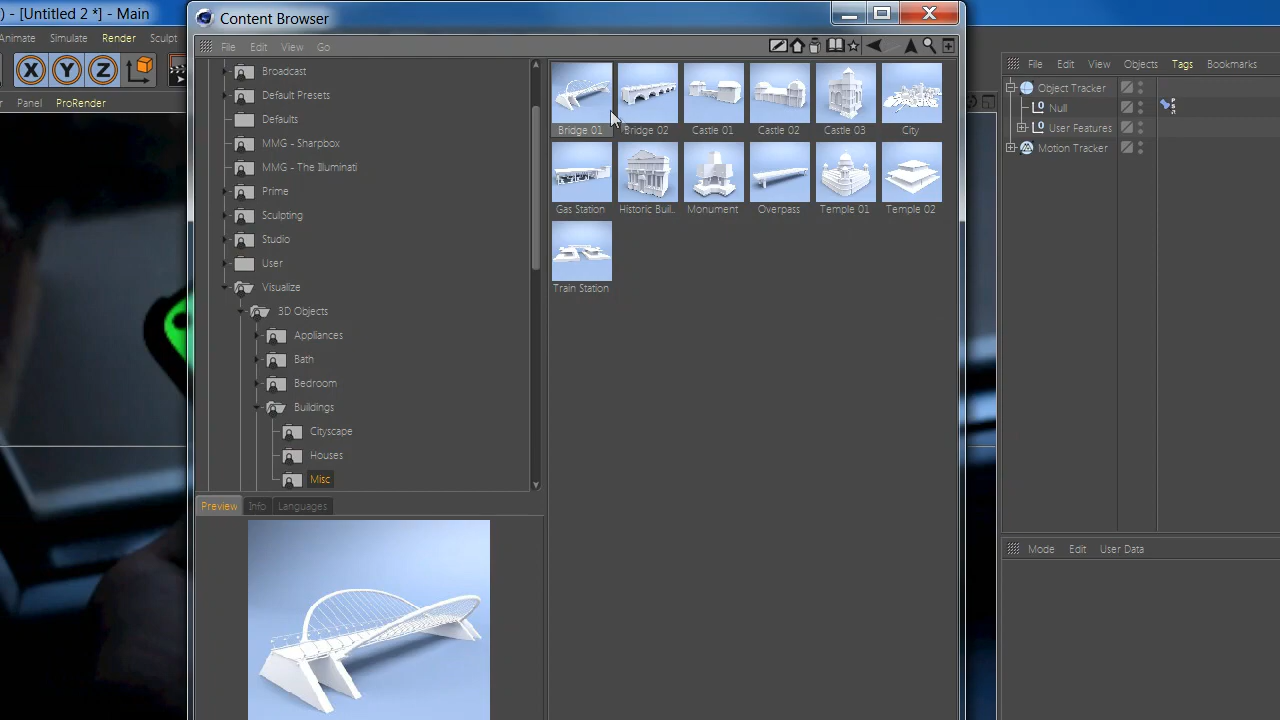 ) - [Untitled 2 *] - Main
Content Browser
Animate Simulate Render Sculpt
File Edit View Go
File Edit View Objects Tags Bookmarks
X Y Z
Panel ProRender
Broadcast
Default Presets
Defaults
MMG - Sharpbox
MMG - The Illuminati
Prime
Sculpting
Studio
User
Visualize
3D Objects
Appliances
Bath
Bedroom
Buildings
Cityscape
Houses
Misc
Bridge 01 Bridge 02 Castle 01 Castle 02 Castle 03 City
Gas Station Historic Buil.. Monument Overpass Temple 01 Temple 02
Train Station
Preview Info Languages
Object Tracker
Null
User Features
Motion Tracker
Mode Edit User Data